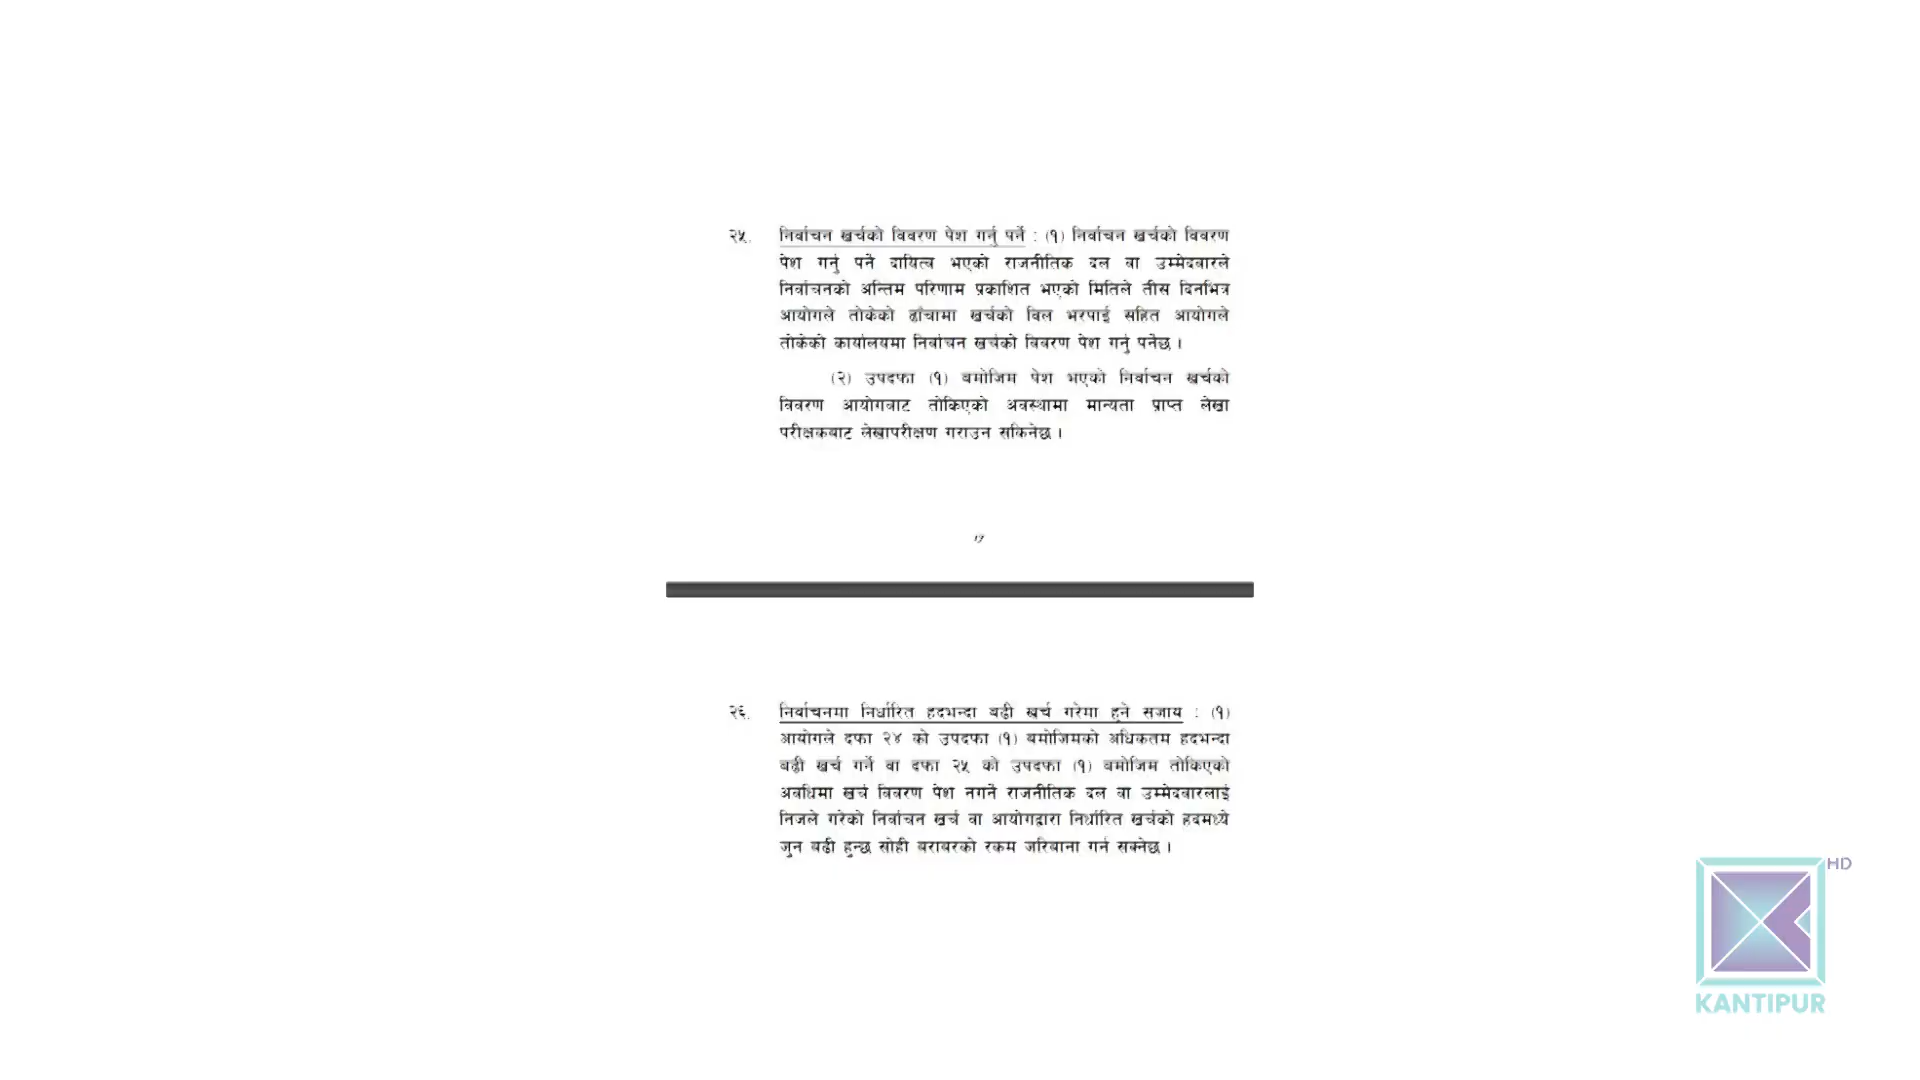 २५. निर्वाचन खर्चको विवरण पेश गर्नु पर्ने : (१) निर्वाचन खर्चको विवरण
पेश गर्नु पर्ने दायित्व भएको राजनीतिक दल वा उम्मेदवारले
निर्वाचनको अन्तिम परिणाम प्रकाशित भएको मितिले तीस दिनभित्र
आयोगले तोकेको ढाँचामा खर्चको विल भरपाई सहित आयोगले
तोकेको कार्यालयमा निर्वाचन खर्चको विवरण पेश गर्नु पर्नेछ ।
(२) उपदफा (१) बमोजिम पेश भएको निर्वाचन खर्चको
विवरण आयोगवाट तोकिएको अवस्थामा मान्यता प्राप्त लेखा
परीक्षकबाट लेखापरीक्षण गराउन सकिनेछ ।
२६. निर्वाचनमा निर्धारित हदभन्दा बढी खर्च गरेमा हुने सजाय : (१)
आयोगले दफा २४ को उपदफा (१) बमोजिमको अधिकतम हदभन्दा
बढी खर्च गर्ने वा दफा २५ को उपदफा (१) बमोजिम तोकिएको
अवधिमा खर्च विवरण पेश नगर्ने राजनीतिक दल वा उम्मेदवारलाई
निजले गरेको निर्वाचन खर्च वा आयोगद्वारा निर्धारित खर्चको हदमध्ये
जुन बढी हुन्छ सोही बराबरको रकम जरिबाना गर्न सक्नेछ ।
HD
KANTIPUR